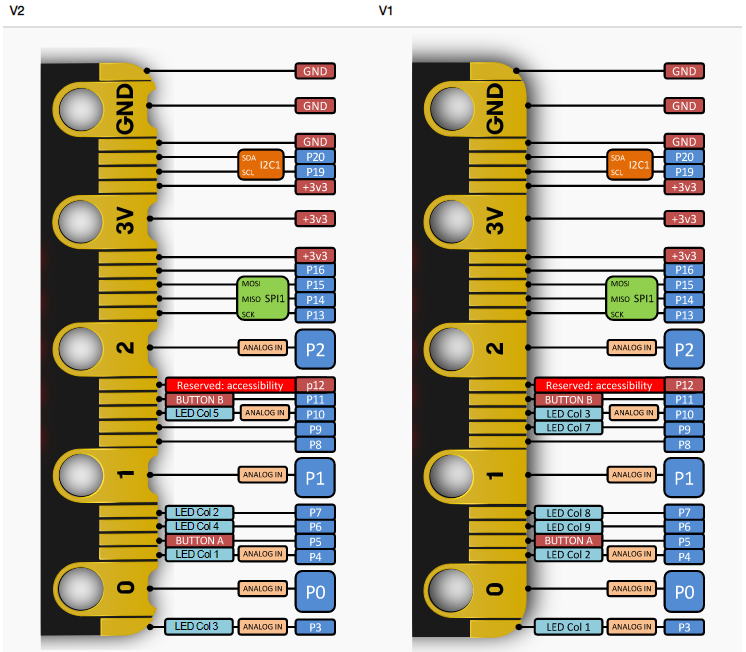 V2
V1
GND
GND
GND
GND
SDA
SCL
I2C1
P20
P19
+3v3
3V
+3v3
+3v3
P16
MOSI
MISO
SCK
SPI1
P15
P14
P13
2
ANALOG IN
P2
Reserved: accessibility
p12
BUTTON B
P11
LED Col 5
ANALOG IN
P10
P9
P8
1
ANALOG IN
P1
LED Col 2
P7
LED Col 4
P6
BUTTON A
P5
LED Col 1
ANALOG IN
P4
0
ANALOG IN
P0
LED Col 3
ANALOG IN
P3
GND
GND
GND
GND
SDA
SCL
I2C1
P20
P19
+3v3
3V
+3v3
+3v3
P16
MOSI
MISO
SCK
SPI1
P15
P14
P13
2
ANALOG IN
P2
Reserved: accessibility
P12
BUTTON B
P11
LED Col 3
ANALOG IN
P10
LED Col 7
P9
P8
1
ANALOG IN
P1
LED Col 8
P7
LED Col 9
P6
BUTTON A
P5
LED Col 2
ANALOG IN
P4
0
ANALOG IN
P0
LED Col 1
ANALOG IN
P3